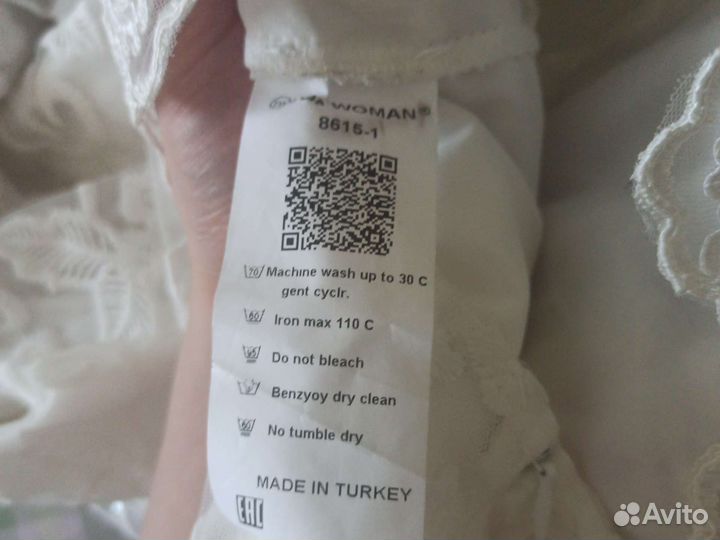 WOMAN®
8615-1
Machine wash up to 30 C
gent cyclr.
Iron max 110 C
Do not bleach
Benzyoy dry clean
No tumble dry
MADE IN TURKEY
EAC
Avito